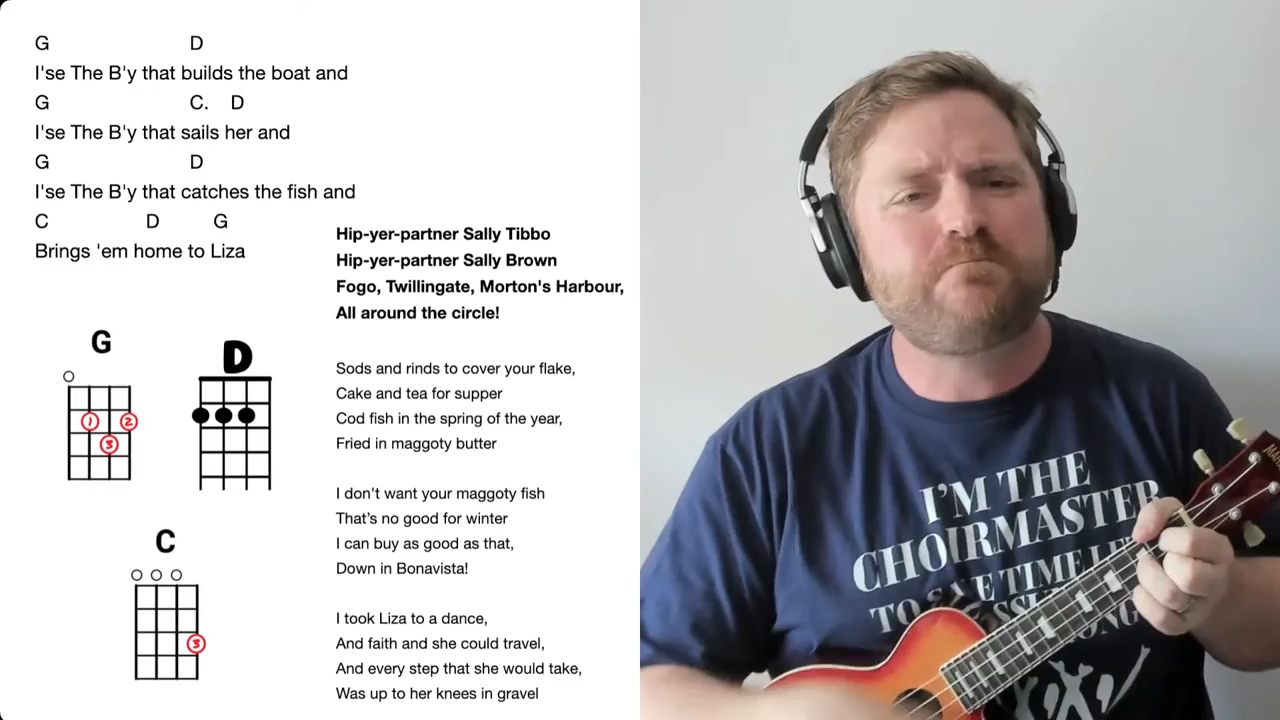 G D
I'se The B'y that builds the boat and
G C. D
I'se The B'y that sails her and
G D
I'se The B'y that catches the fish and
C D G
Brings 'em home to Liza
Hip-yer-partner Sally Tibbo
Hip-yer-partner Sally Brown
Fogo, Twillingate, Morton's Harbour,
All around the circle!
Sods and rinds to cover your flake,
Cake and tea for supper
Cod fish in the spring of the year,
Fried in maggoty butter
I don't want your maggoty fish
That’s no good for winter
I can buy as good as that,
Down in Bonavista!
I took Liza to a dance,
And faith and she could travel,
And every step that she would take,
Was up to her knees in gravel
G
1 2
3
D
C
3
I'M THE
CHOIRMASTER
TIME